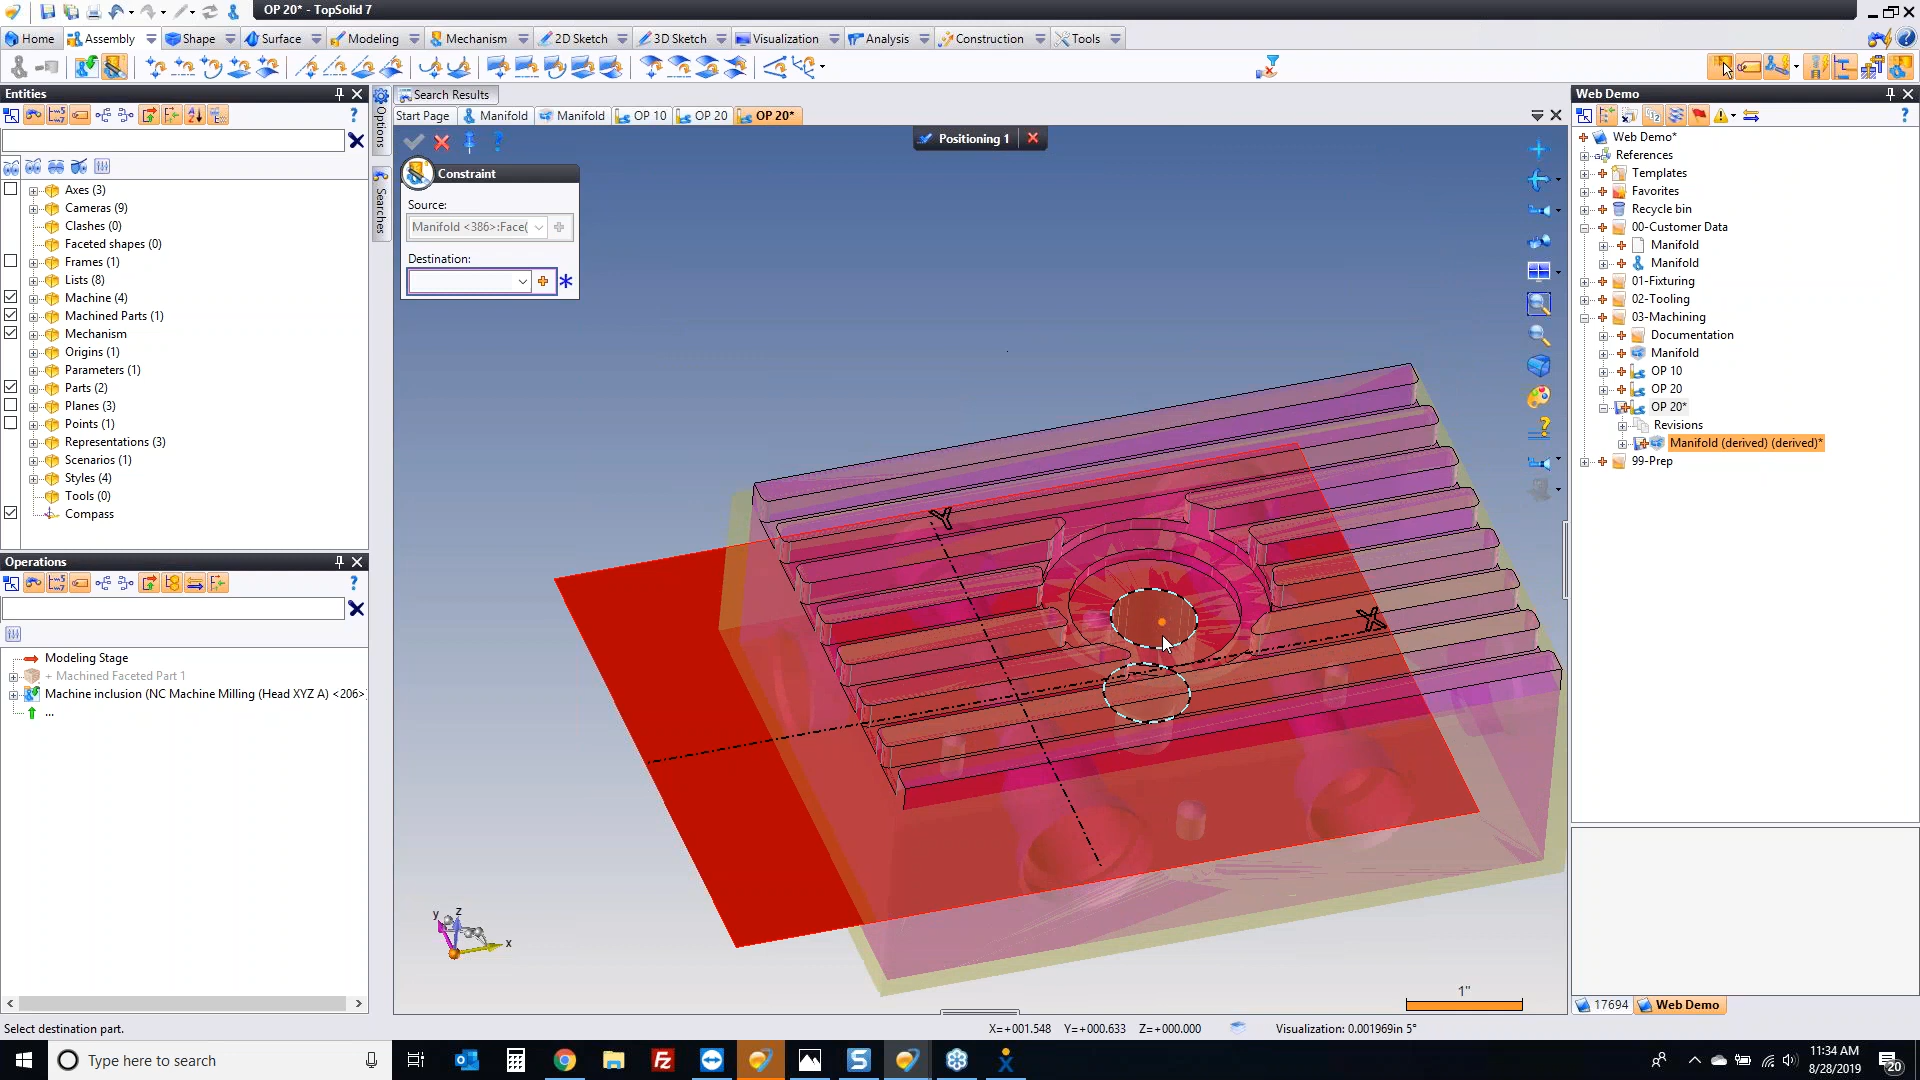 OP 20* - TopSolid 7
Home
Assembly
Shape
Surface
Modeling
Mechanism
2D Sketch
3D Sketch
Visualization
Analysis
Construction
Tools
Entities
Axes (3)
Cameras (9)
Clashes (0)
Faceted shapes (0)
Frames (1)
Lists (8)
Machine (4)
Machined Parts (1)
Mechanism
Origins (1)
Parameters (1)
Parts (2)
Planes (3)
Points (1)
Representations (3)
Scenarios (1)
Styles (4)
Tools (0)
Compass
Operations
Modeling Stage
+ Machined Faceted Part 1
Machine inclusion (NC Machine Milling (Head XYZ A) <206>
...
Options
Searches
Search Results
Start Page
Manifold
Manifold
OP 10
OP 20
OP 20*
Positioning 1
Constraint
Source:
Manifold <386>:Face(
Destination:
Y
X
y
z
x
1"
Web Demo
Web Demo*
References
Templates
Favorites
Recycle bin
00-Customer Data
Manifold
Manifold
01-Fixturing
02-Tooling
03-Machining
Documentation
Manifold
OP 10
OP 20
OP 20*
Revisions
Manifold (derived) (derived)*
99-Prep
17694
Web Demo
Select destination part.
X=+001.548 Y=+000.633 Z=+000.000
Visualization: 0.001969in 5°
Type here to search
11:34 AM
8/28/2019
20